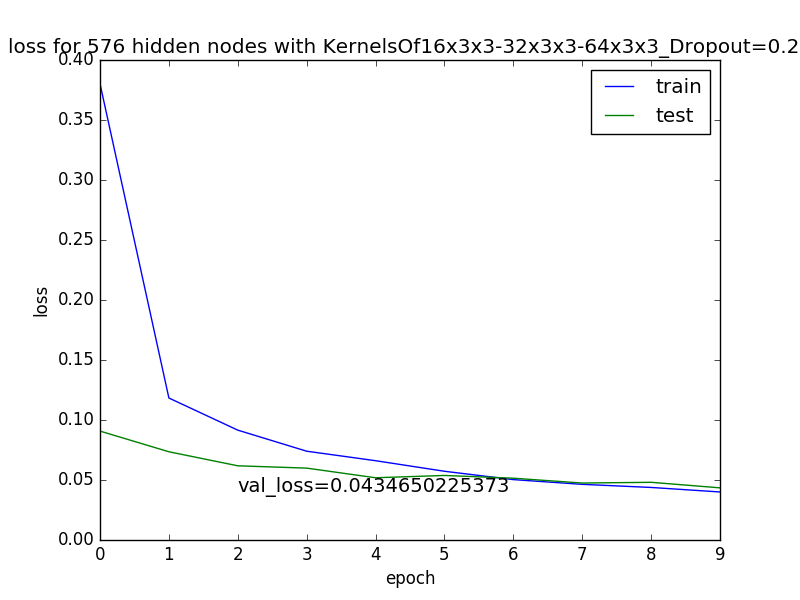 loss for 576 hidden nodes with KernelsOf16x3x3-32x3x3-64x3x3_Dropout=0.2
0.40
0.35
0.30
0.25
0.20
0.15
0.10
0.05
0.00
loss
train
test
val_loss=0.0434650225373
0 1 2 3 4 5 6 7 8 9
epoch